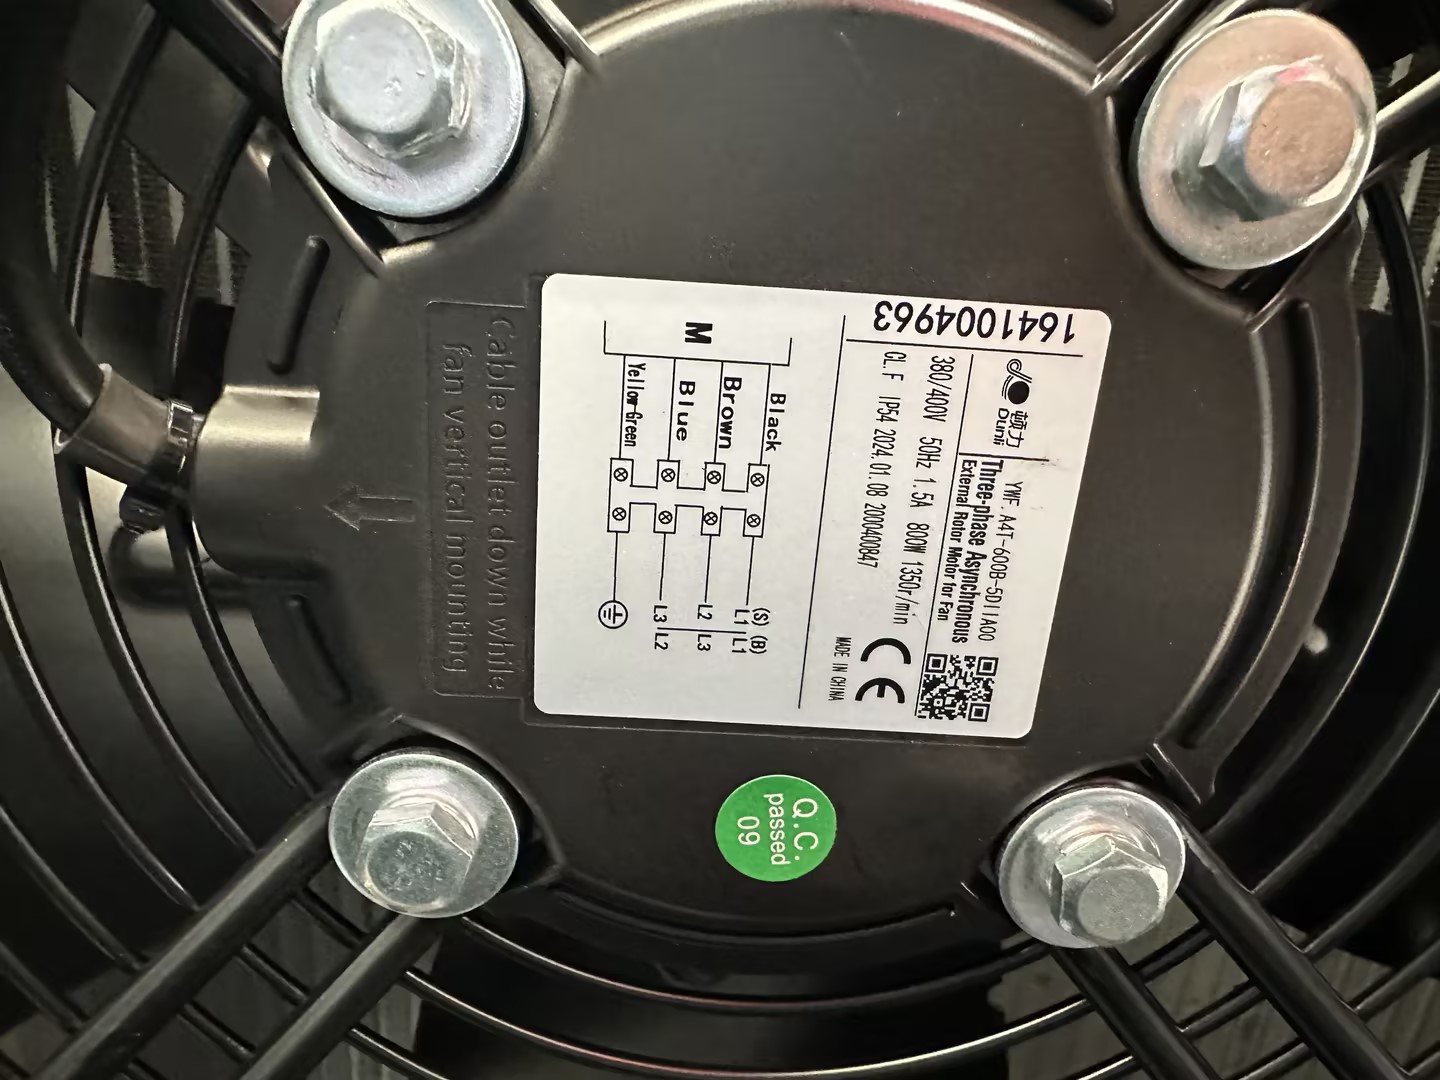 1641004963
顿力
Dunli
YWF. A4T-600B-5DIIA00
Three-phase Asynchronous
External Rotor Motor for Fan
380/400V 50Hz 1.5A 800W 1350r/min
CL.F IP54 2024.01.08 2000400847
CE
MADE IN CHINA
M
Black
Brown
Blue
Yellow-Green
(S) (B)
L1 L1
L2 L3
L3 L2
Cable outlet down while
fan vertical mounting
Q.C.
passed
09